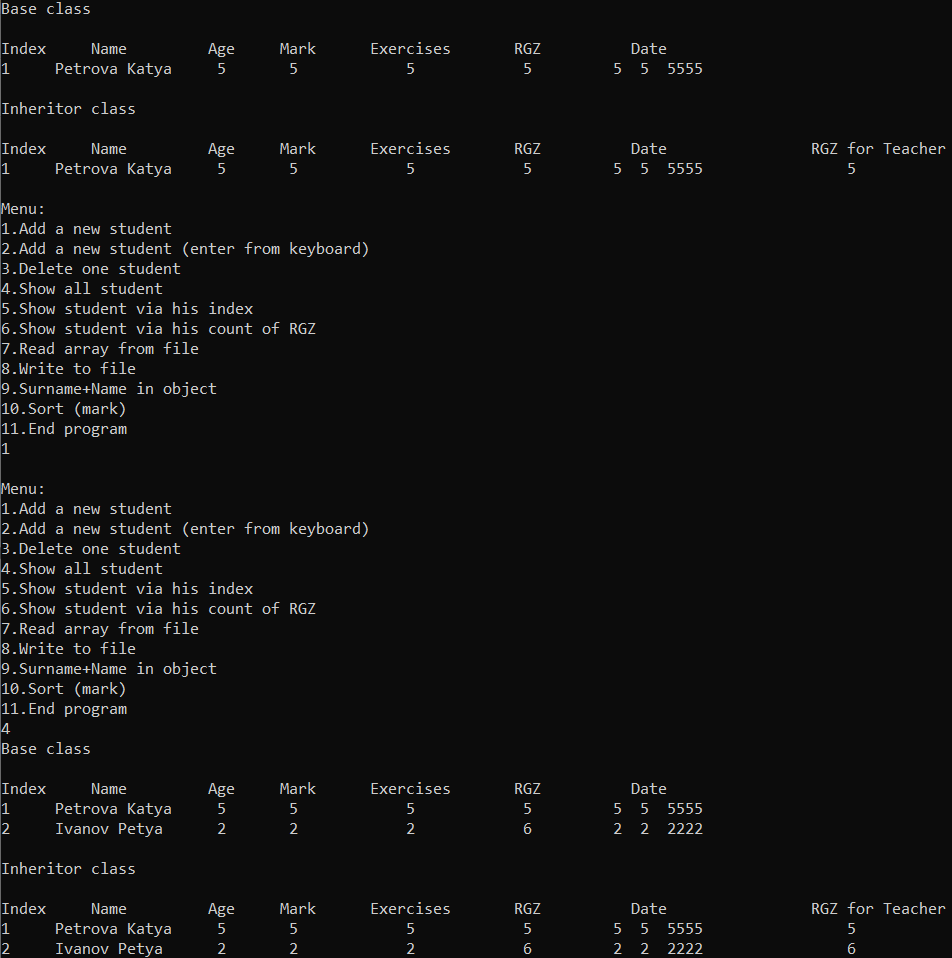 Base class
Index Name Age Mark Exercises RGZ Date
1 Petrova Katya 5 5 5 5 5 5 5555
Inheritor class
Index Name Age Mark Exercises RGZ Date RGZ for Teacher
1 Petrova Katya 5 5 5 5 5 5 5555 5
Menu:
1.Add a new student
2.Add a new student (enter from keyboard)
3.Delete one student
4.Show all student
5.Show student via his index
6.Show student via his count of RGZ
7.Read array from file
8.Write to file
9.Surname+Name in object
10.Sort (mark)
11.End program
1
Menu:
1.Add a new student
2.Add a new student (enter from keyboard)
3.Delete one student
4.Show all student
5.Show student via his index
6.Show student via his count of RGZ
7.Read array from file
8.Write to file
9.Surname+Name in object
10.Sort (mark)
11.End program
4
Base class
Index Name Age Mark Exercises RGZ Date
1 Petrova Katya 5 5 5 5 5 5 5555
2 Ivanov Petya 2 2 2 6 2 2 2222
Inheritor class
Index Name Age Mark Exercises RGZ Date RGZ for Teacher
1 Petrova Katya 5 5 5 5 5 5 5555 5
2 Ivanov Petya 2 2 2 6 2 2 2222 6